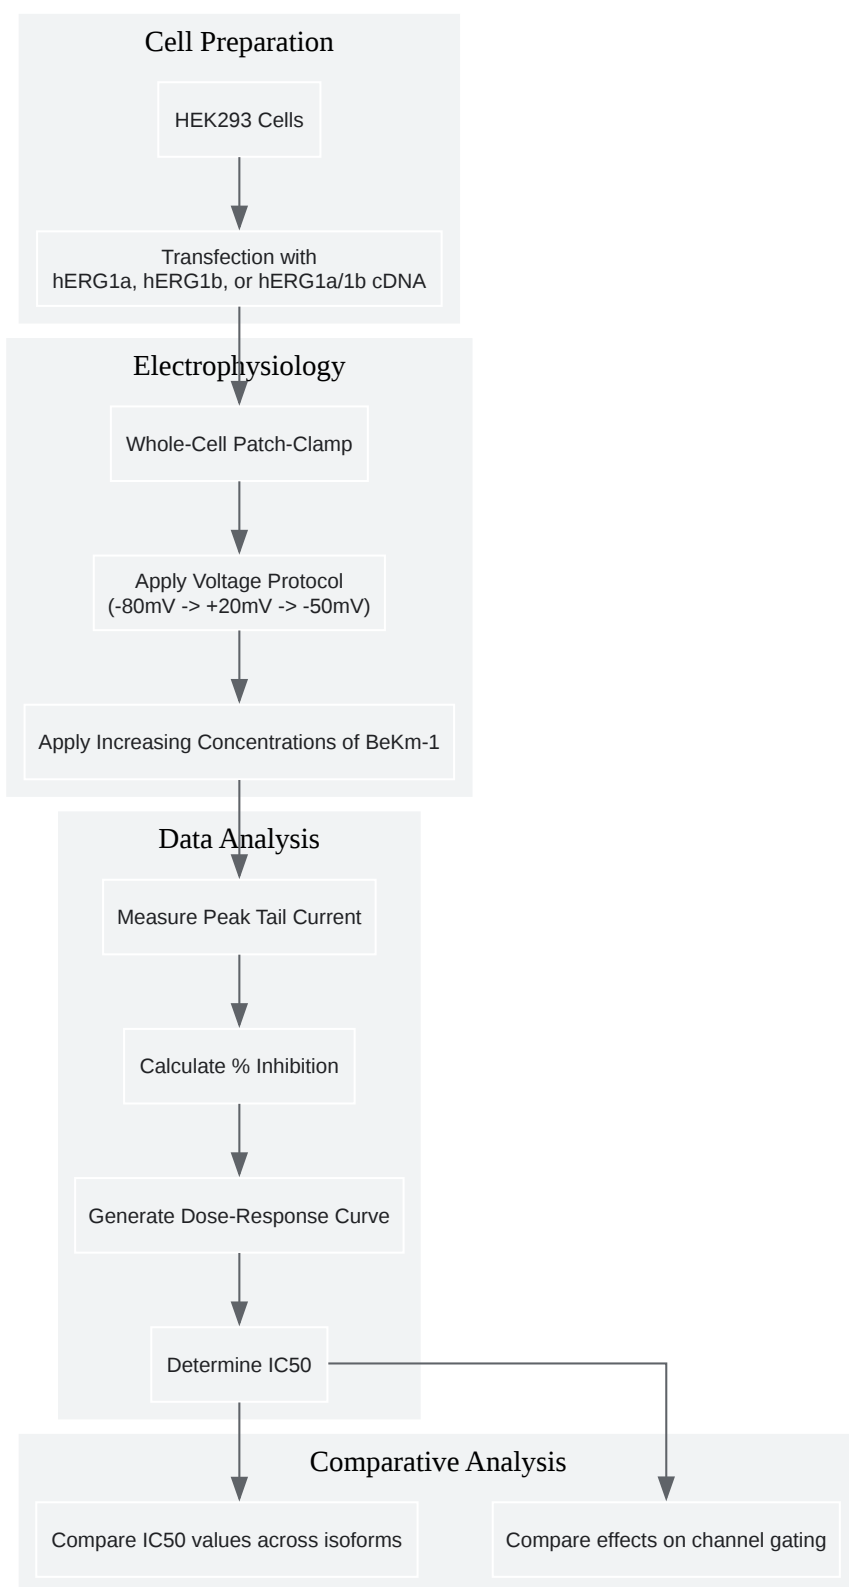 Cell Preparation
HEK293 Cells
Transfection with
hERG1a, hERG1b, or hERG1a/1b cDNA
Electrophysiology
Whole-Cell Patch-Clamp
Apply Voltage Protocol
(-80mV -> +20mV -> -50mV)
Apply Increasing Concentrations of BeKm-1
Data Analysis
Measure Peak Tail Current
Calculate % Inhibition
Generate Dose-Response Curve
Determine IC50
Comparative Analysis
Compare IC50 values across isoforms
Compare effects on channel gating